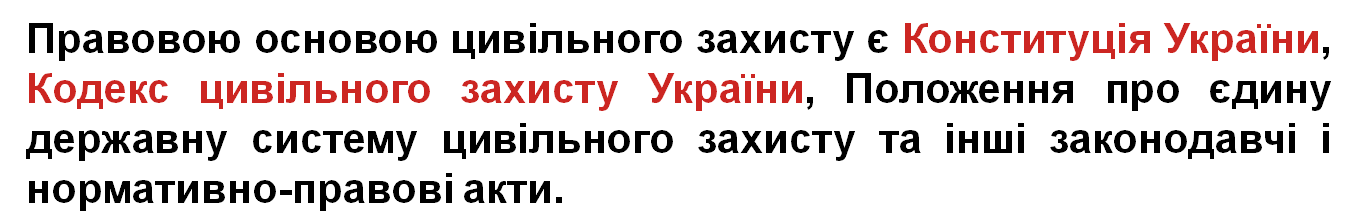 Правовою основою цивільного захисту є Конституція України,
Кодекс цивільного захисту України, Положення про єдину
державну систему цивільного захисту та інші законодавчі і
нормативно-правові акти.